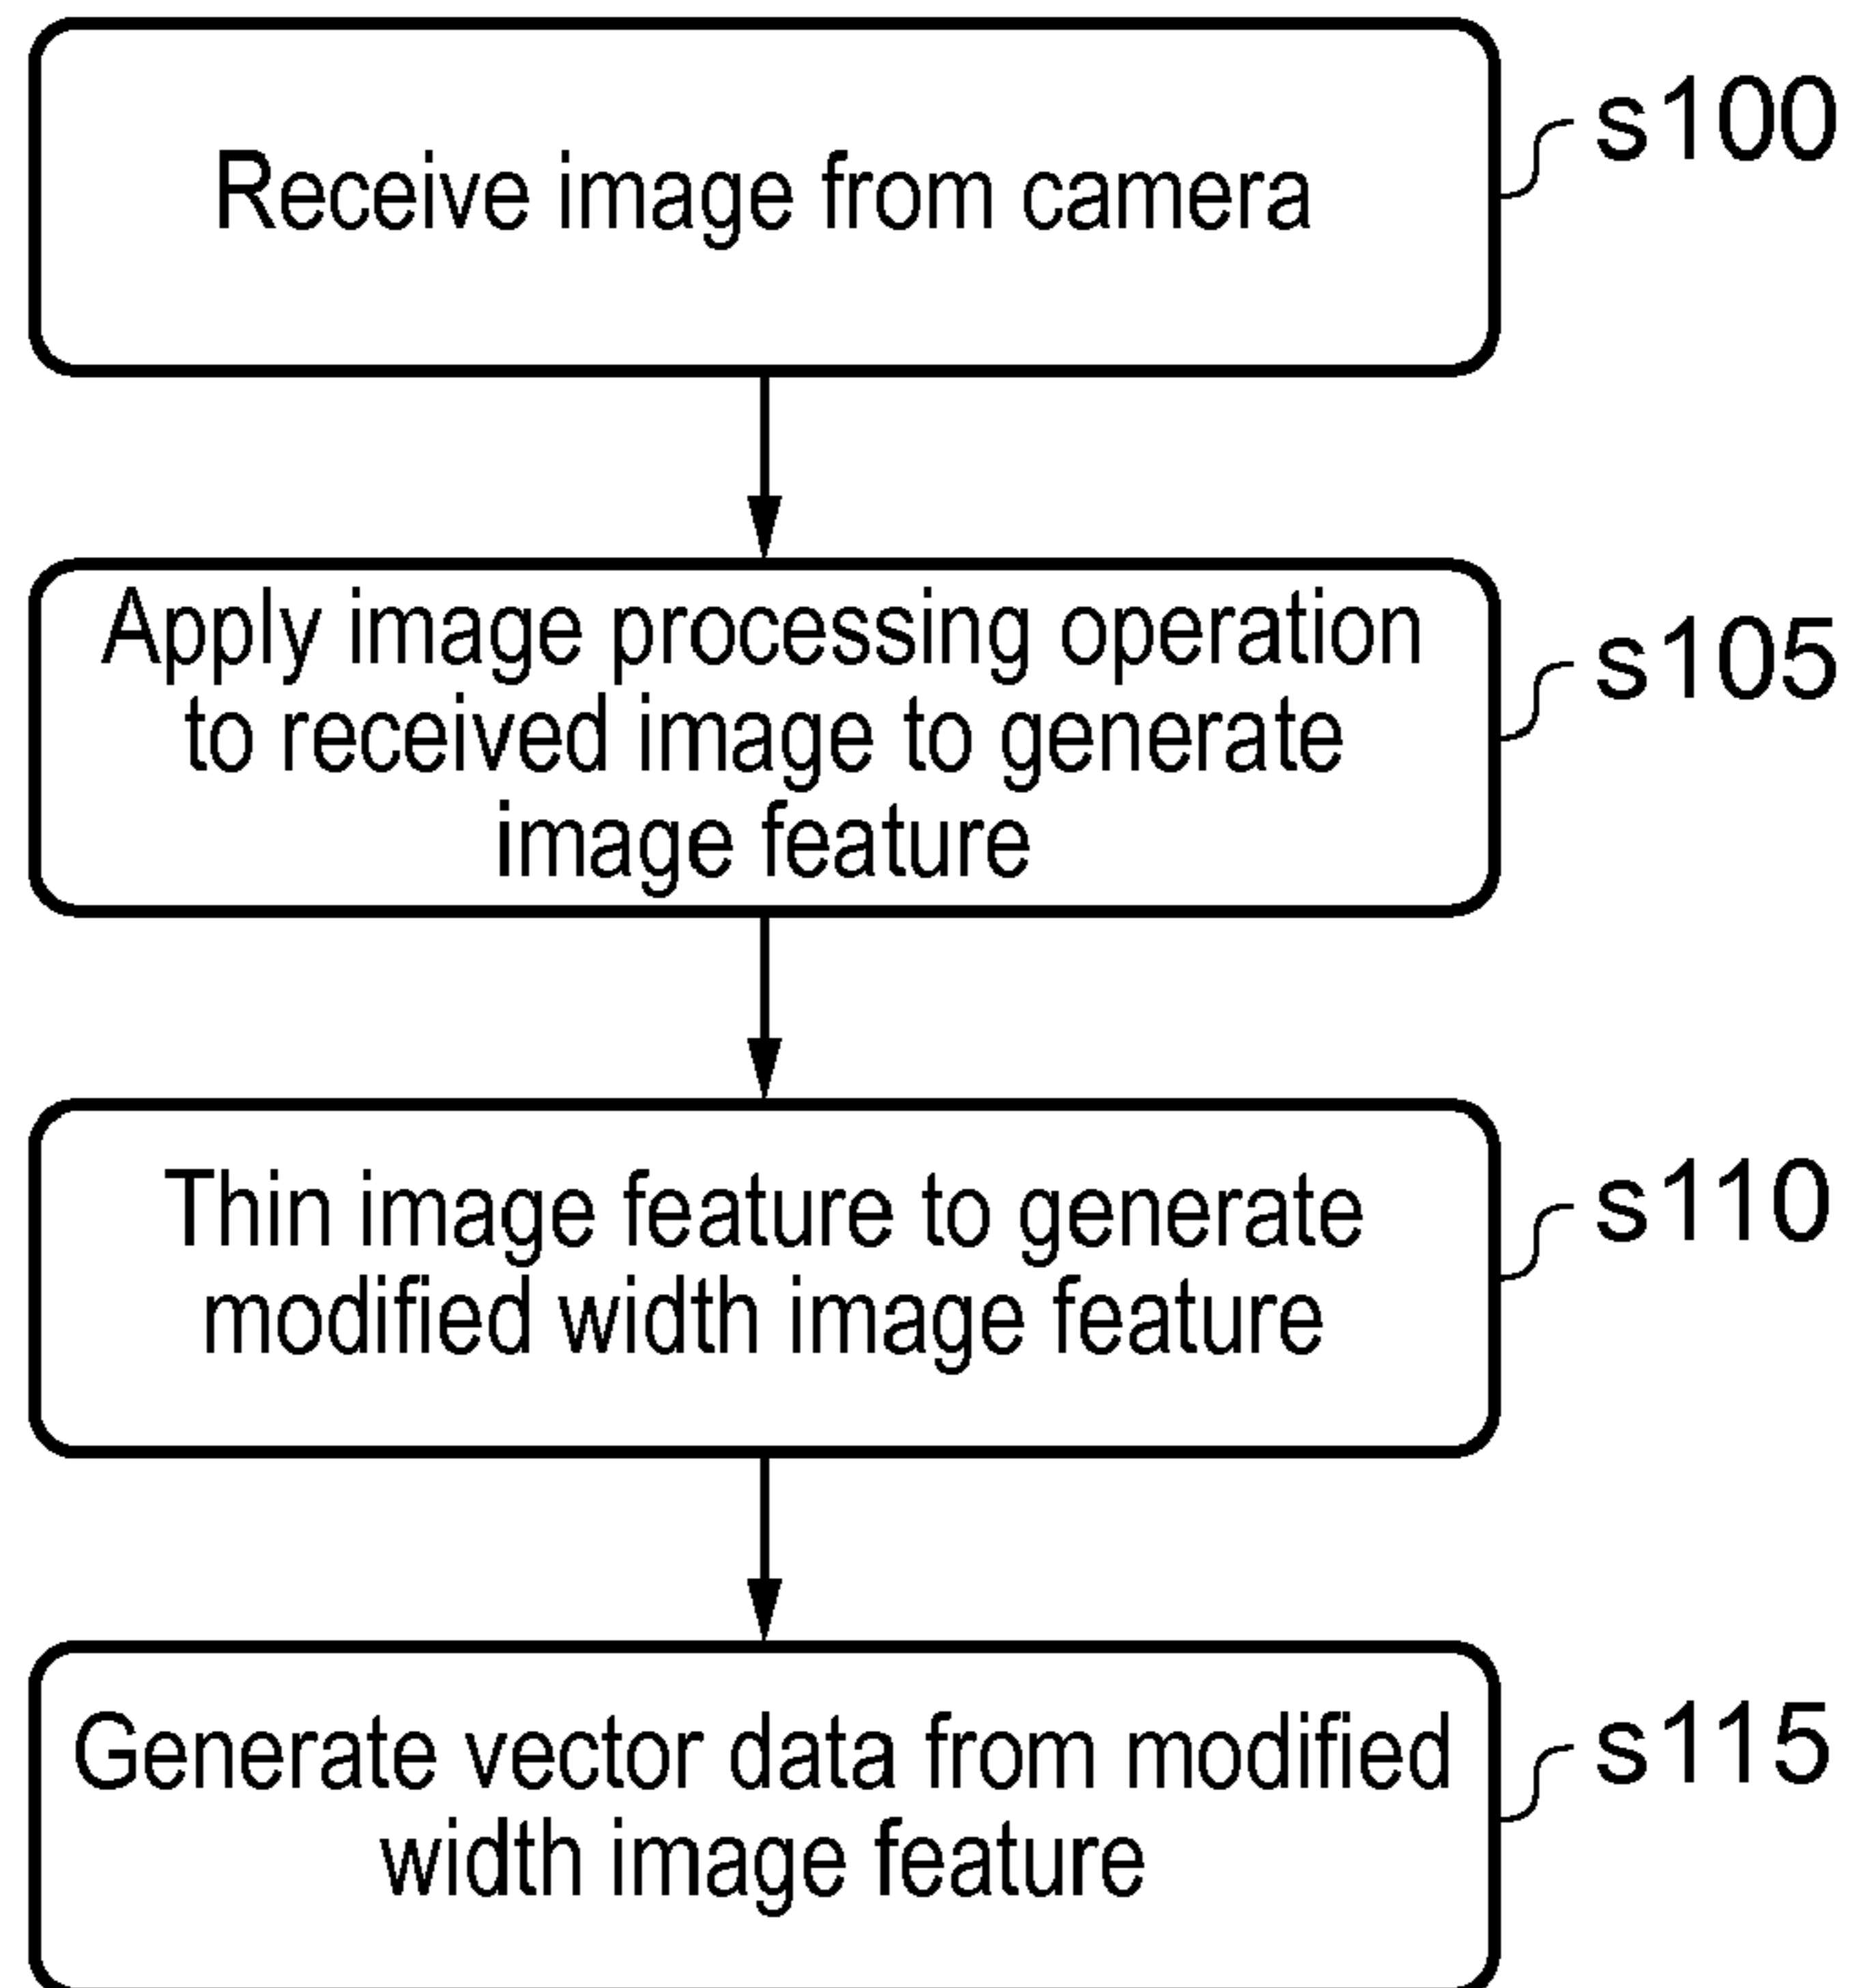 Receive image from camera
s100
Apply image processing operation
to received image to generate
image feature
s105
Thin image feature to generate
modified width image feature
s110
Generate vector data from modified
width image feature
s115